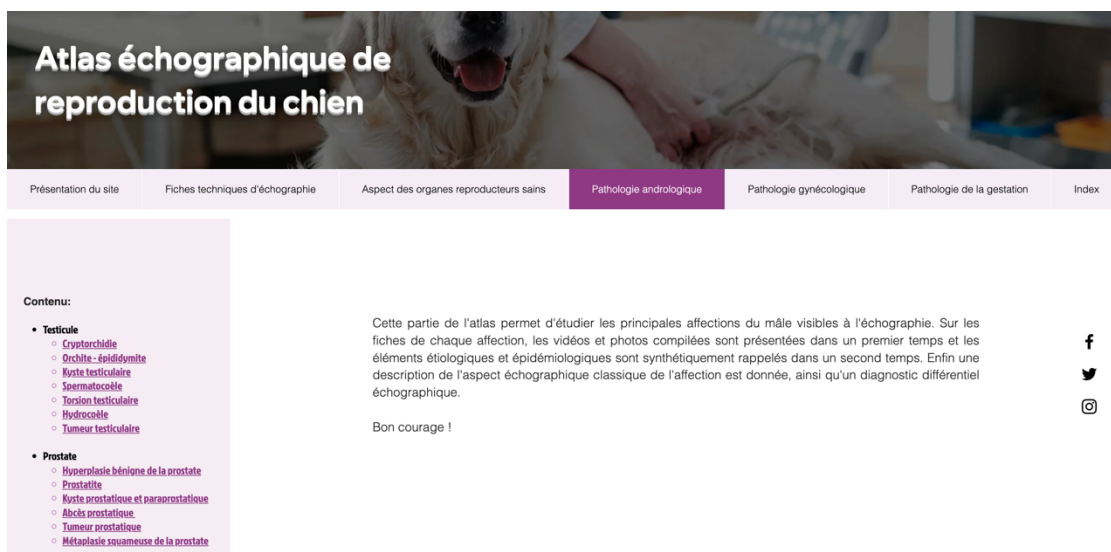 Atlas échographique de
reproduction du chien
Présentation du site
Fiches techniques d'échographie
Aspect des organes reproducteurs sains
Pathologie andrologique
Pathologie gynécologique
Pathologie de la gestation
Index
Contenu:
Testicule
Cryptorchidie
Orchite - épididymite
Kyste testiculaire
Spermatocoèle
Torsion testiculaire
Hydrocoèle
Tumeur testiculaire
Prostate
Hyperplasie bénigne de la prostate
Prostatite
Kyste prostatique et paraprostatique
Abcès prostatique
Tumeur prostatique
Métaplasie squameuse de la prostate
Cette partie de l'atlas permet d'étudier les principales affections du mâle visibles à l'échographie. Sur les
fiches de chaque affection, les vidéos et photos compilées sont présentées dans un premier temps et les
éléments étiologiques et épidémiologiques sont synthétiquement rappelés dans un second temps. Enfin une
description de l'aspect échographique classique de l'affection est donnée, ainsi qu'un diagnostic différentiel
échographique.
Bon courage !